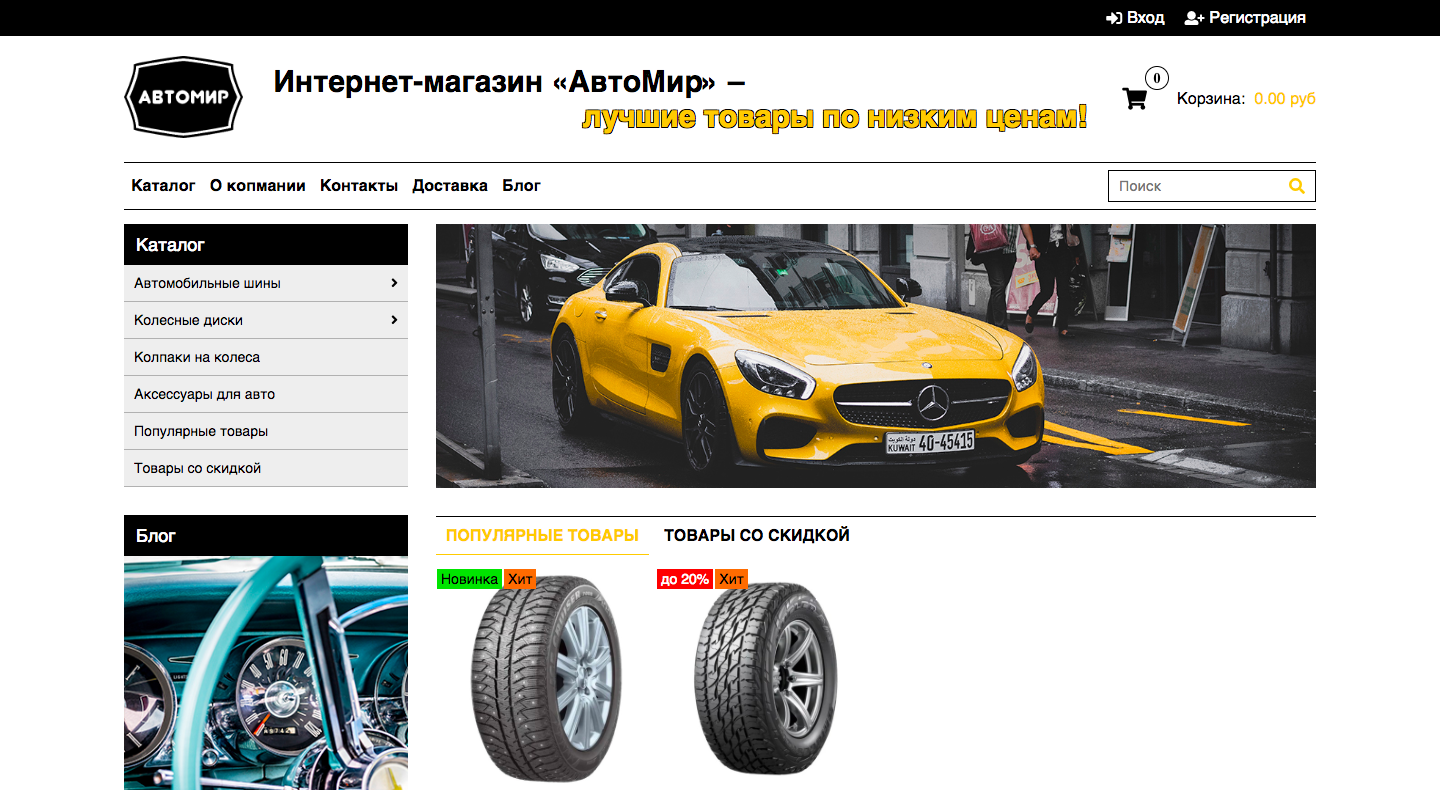 Вход Регистрация
АВТОМИР
Интернет-магазин «АвтоМир» –
лучшие товары по низким ценам!
0
Корзина: 0.00 руб
Каталог О копмании Контакты Доставка Блог
Поиск
Каталог
Автомобильные шины
Колесные диски
Колпаки на колеса
Аксессуары для авто
Популярные товары
Товары со скидкой
دولة الكويت
KUWAIT 40-45415
Блог
ПОПУЛЯРНЫЕ ТОВАРЫ ТОВАРЫ СО СКИДКОЙ
Новинка Хит
до 20% Хит